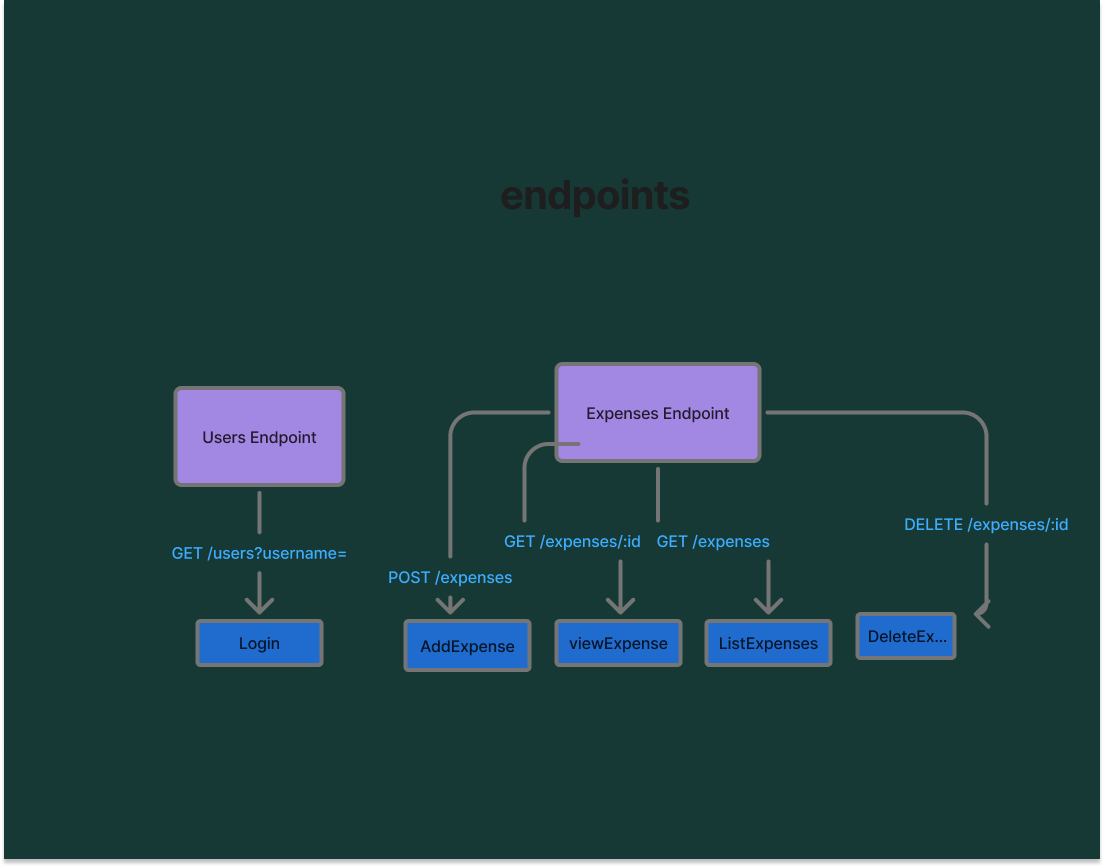 endpoints
Users Endpoint
Expenses Endpoint
GET /users?username=
POST /expenses
GET /expenses/:id
GET /expenses
DELETE /expenses/:id
Login
AddExpense
viewExpense
ListExpenses
DeleteEx...